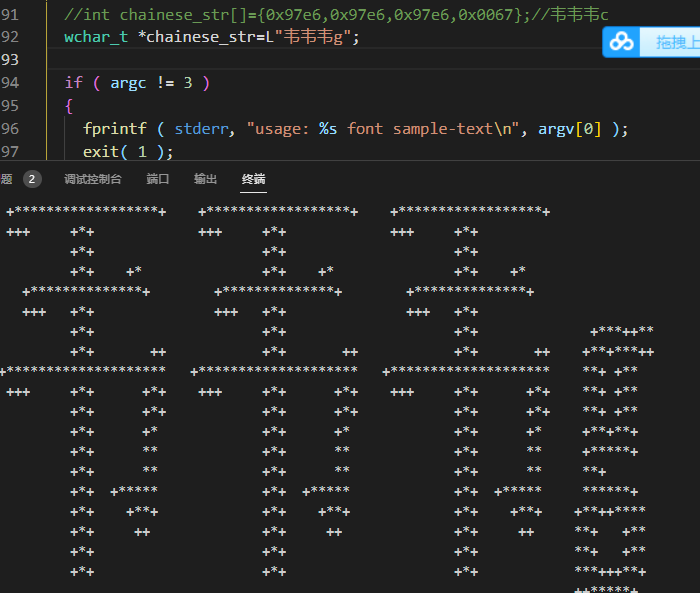 91 //int chainese_str[]={0x97e6,0x97e6,0x97e6,0x0067};//韦韦韦c
92 wchar_t *chainese_str=L"韦韦韦g";
93
94 if ( argc != 3 )
95 {
96 fprintf ( stderr, "usage: %s font sample-text\n", argv[0] );
97 exit( 1 );
拖拽上
题 2 调试控制台 端口 输出 终端
+******************+    +******************+    +******************+
+++    +*+             +++    +*+             +++    +*+
+*+                     +*+                     +*+
+*+    +*               +*+    +*               +*+    +*
+**************+        +**************+        +**************+
+++   +*+               +++   +*+               +++   +*+
+*+                     +*+                     +*+              +***++**
+*+       ++            +*+       ++            +*+       ++    +**+***++
+********************   +********************   +********************    **+ +**
+++     +*+      +*+    +++     +*+      +*+    +++     +*+      +*+    **+ +**
+*+      +*+            +*+      +*+            +*+      +*+    **+ +**
+*+      +*             +*+      +*             +*+      +*     +**+**+
+*+      **             +*+      **             +*+      **     +*****+
+*+      **             +*+      **             +*+      **     **+
+*+  +*****             +*+  +*****             +*+  +*****     ******+
+*+    +**+             +*+    +**+             +*+    +**+    +**++****
+*+     ++              +*+     ++              +*+     ++     **+   +**
+*+                     +*+                     +*+            **+   +**
+*+                     +*+                     +*+            ***+++**+
++*****+